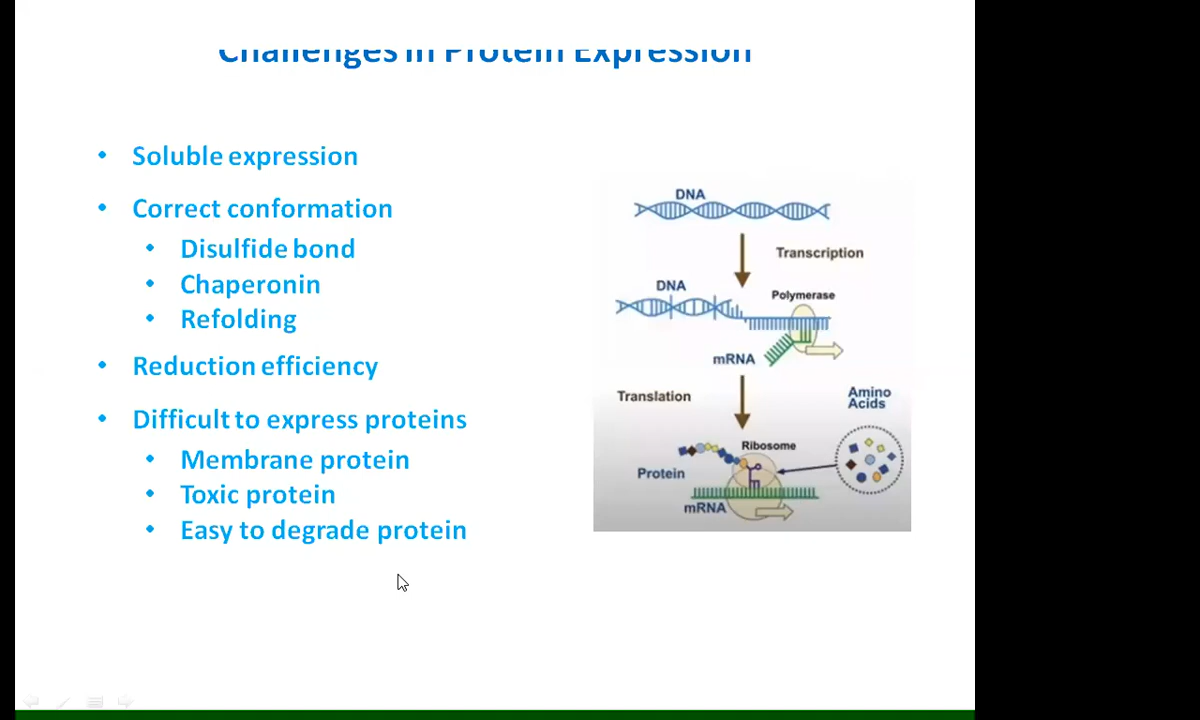 Challenges in Protein Expression
• Soluble expression
• Correct conformation
• Disulfide bond
• Chaperonin
• Refolding
• Reduction efficiency
• Difficult to express proteins
• Membrane protein
• Toxic protein
• Easy to degrade protein
DNA
Transcription
DNA
Polymerase
mRNA
Translation
Amino
Acids
Ribosome
Protein
mRNA